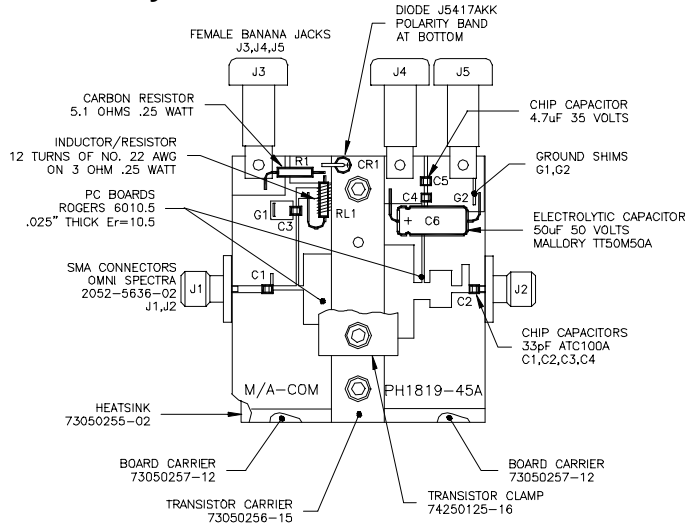 DIODE J5417AKK
POLARITY BAND
AT BOTTOM
FEMALE BANANA JACKS
J3,J4,J5
J3
J4
J5
CARBON RESISTOR
5.1 OHMS .25 WATT
CHIP CAPACITOR
4.7uF 35 VOLTS
INDUCTOR/RESISTOR
12 TURNS OF NO. 22 AWG
ON 3 OHM .25 WATT
R1
CR1
GROUND SHIMS
G1,G2
C5
C4
G2
PC BOARDS
ROGERS 6010.5
.025" THICK Er=10.5
G1
C3
RL1
+
C6
ELECTROLYTIC CAPACITOR
50uF 50 VOLTS
MALLORY TT50M50A
SMA CONNECTORS
OMNI SPECTRA
2052-5636-02
J1,J2
J1
C1
C2
J2
CHIP CAPACITORS
33pF ATC100A
C1,C2,C3,C4
M/A-COM
PH1819-45A
HEATSINK
73050255-02
BOARD CARRIER
73050257-12
BOARD CARRIER
73050257-12
TRANSISTOR CARRIER
73050256-15
TRANSISTOR CLAMP
74250125-16